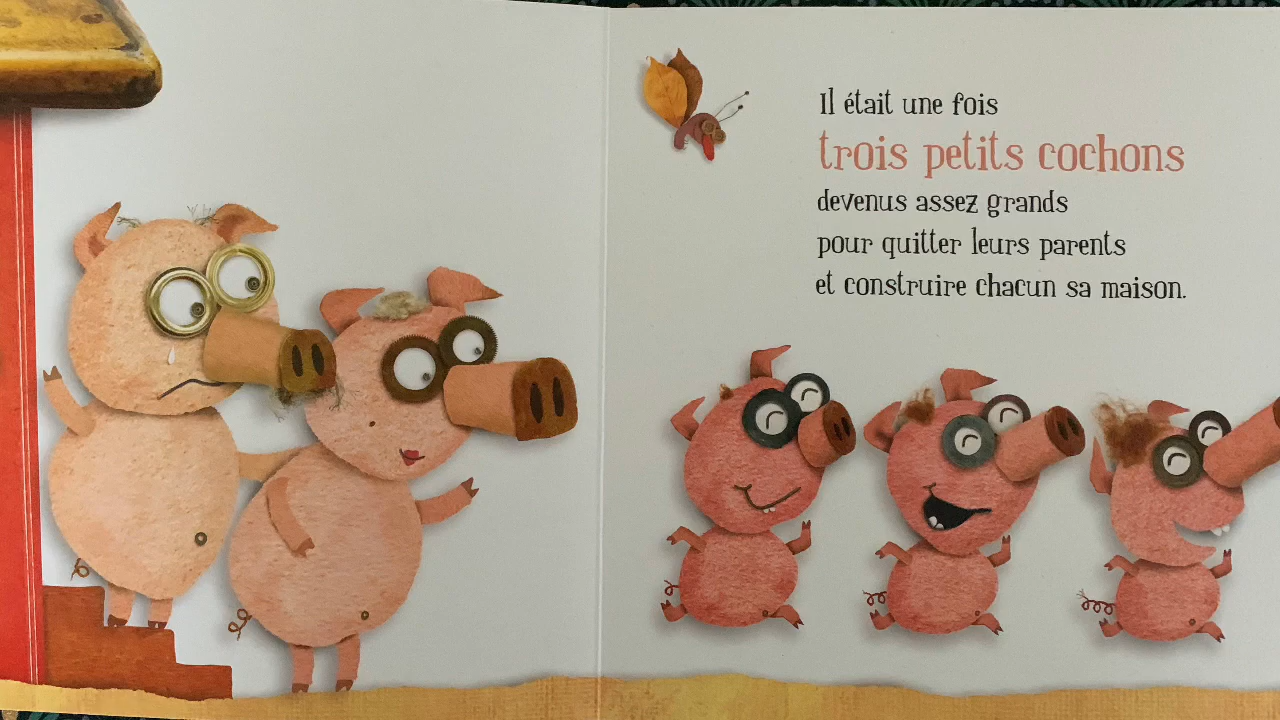 Il était une fois
trois petits cochons
devenus assez grands
pour quitter leurs parents
et construire chacun sa maison.